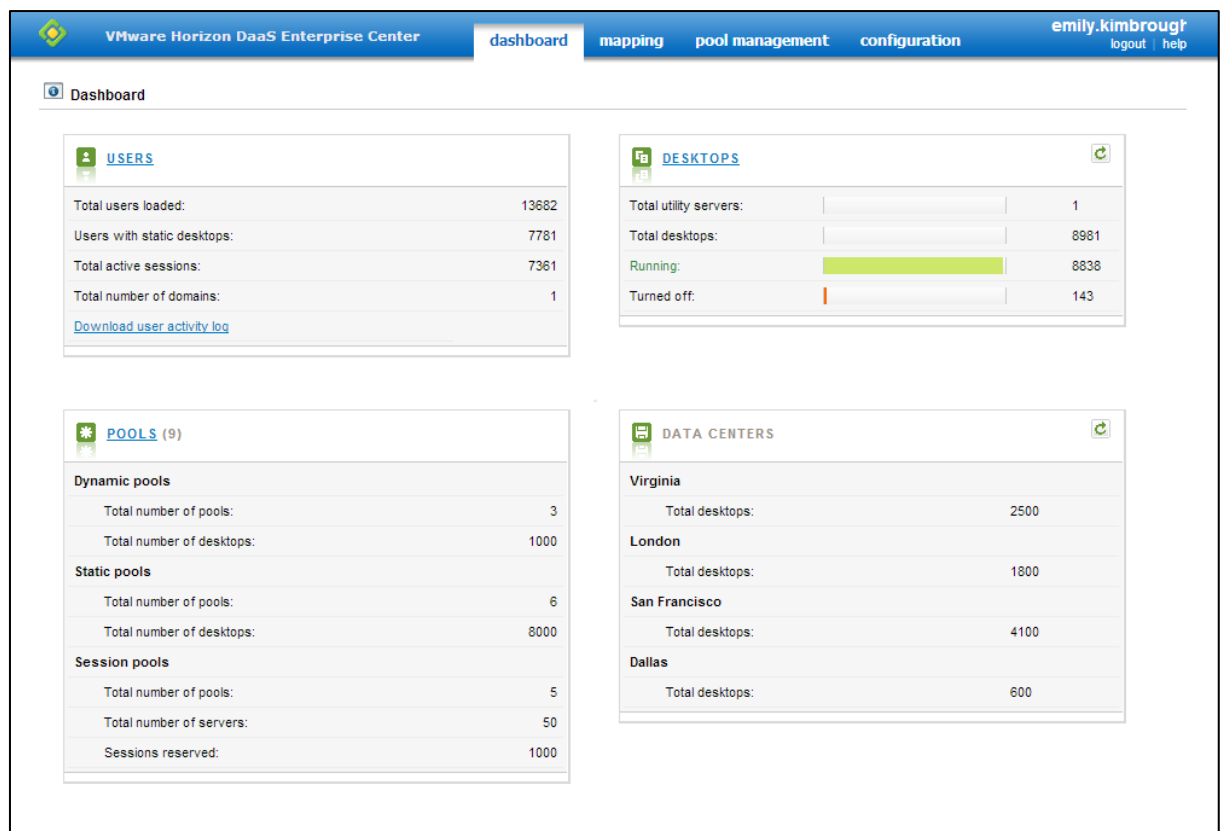 VMware Horizon DaaS Enterprise Center
dashboard
mapping
pool management
configuration
emily.kimbrough
logout | help
Dashboard
USERS
Total users loaded: 13682
Users with static desktops: 7781
Total active sessions: 7361
Total number of domains: 1
Download user activity log
DESKTOPS
Total utility servers: 1
Total desktops: 8981
Running: 8838
Turned off: 143
POOLS (9)
Dynamic pools
Total number of pools: 3
Total number of desktops: 1000
Static pools
Total number of pools: 6
Total number of desktops: 8000
Session pools
Total number of pools: 5
Total number of servers: 50
Sessions reserved: 1000
DATA CENTERS
Virginia
Total desktops: 2500
London
Total desktops: 1800
San Francisco
Total desktops: 4100
Dallas
Total desktops: 600